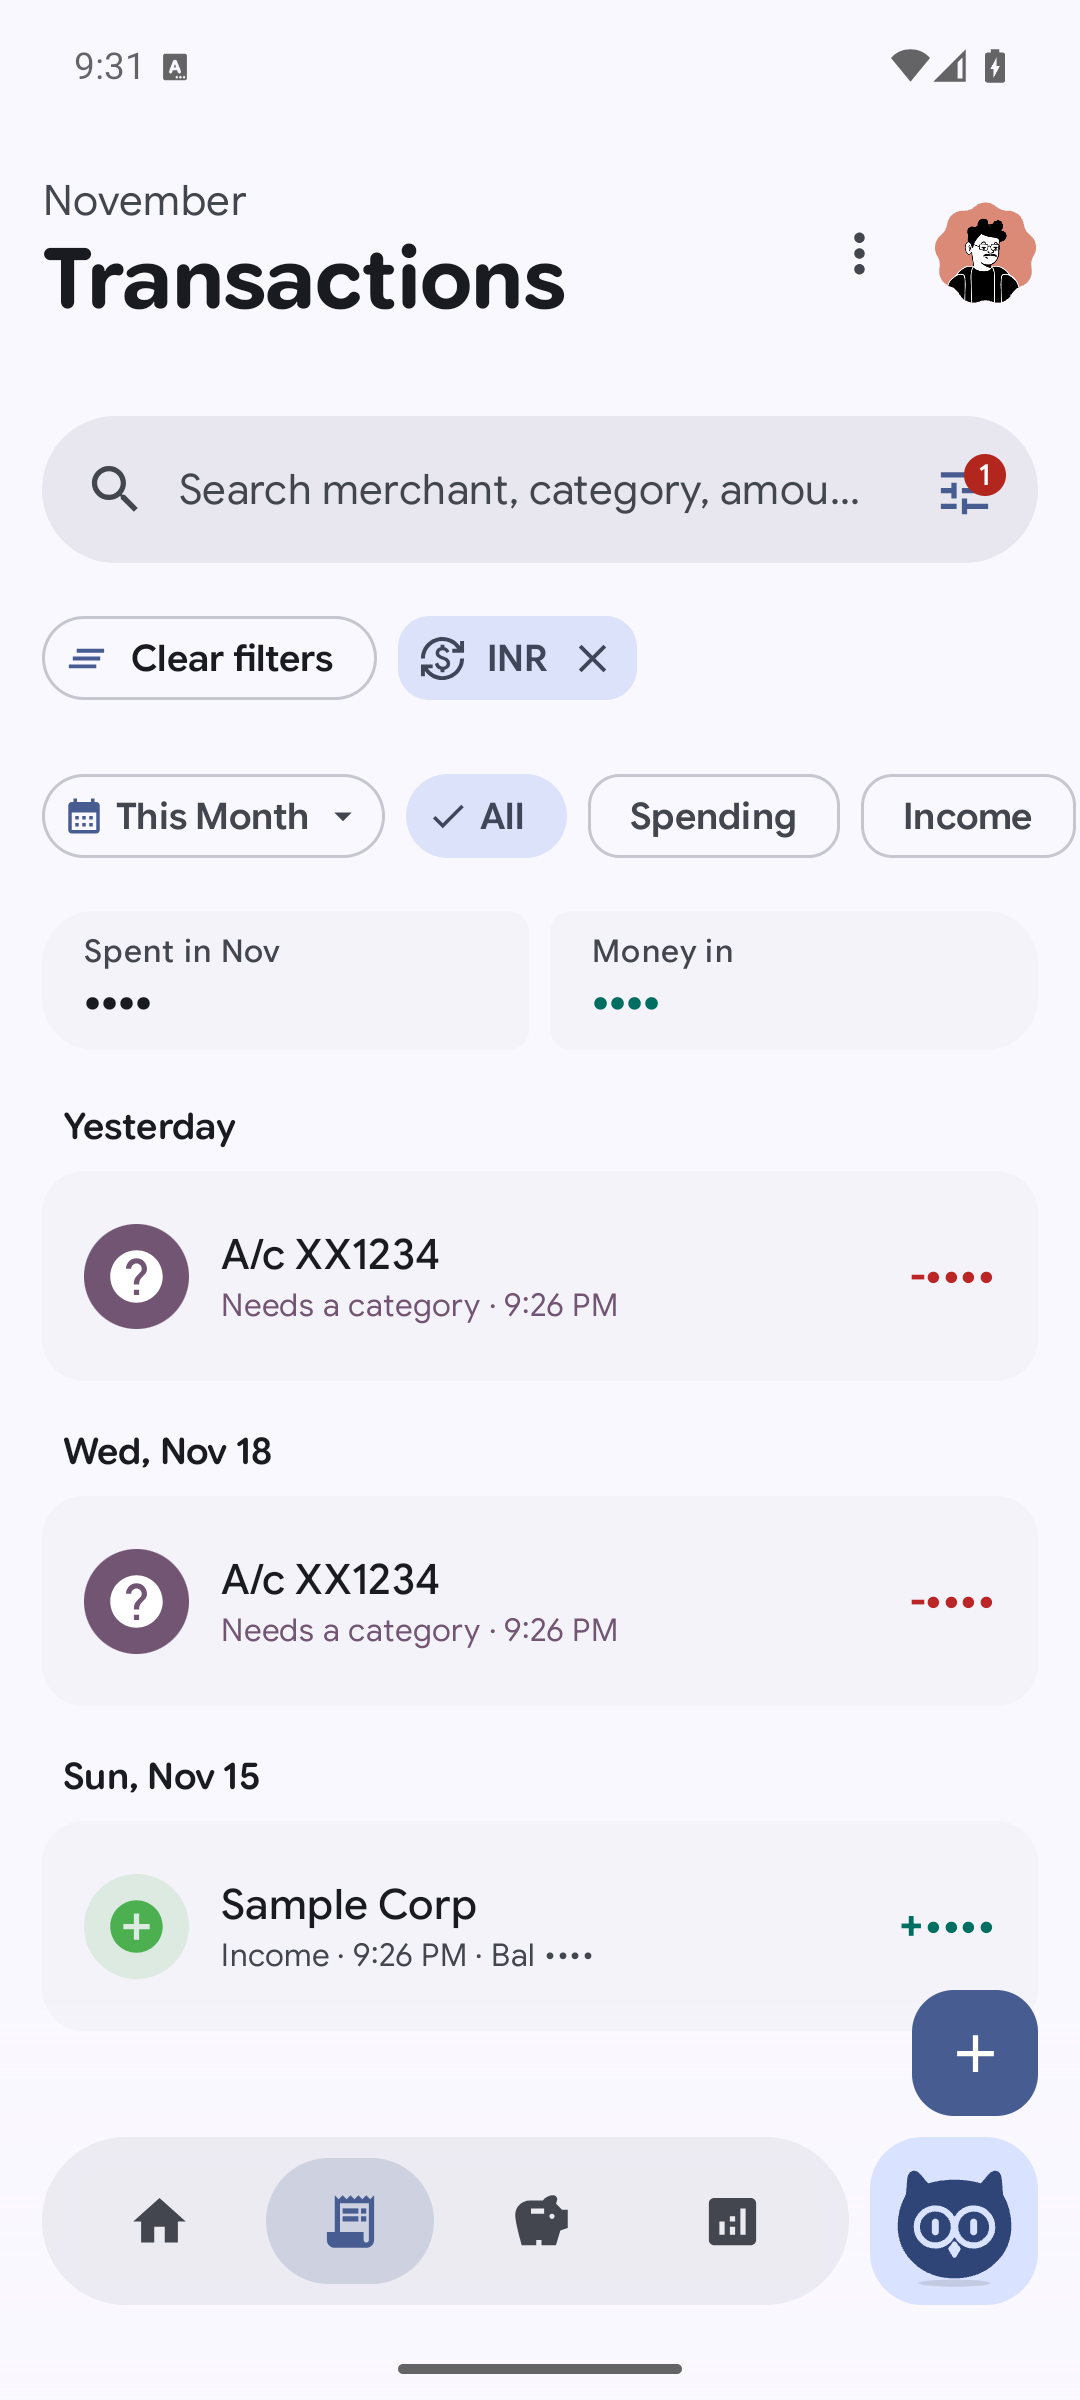 9:31
November
Transactions
Search merchant, category, amou...
1
Clear filters
INR
This Month
All
Spending
Income
Spent in Nov
••••
Money in
••••
Yesterday
A/c XX1234
-••••
Needs a category · 9:26 PM
Wed, Nov 18
A/c XX1234
-••••
Needs a category · 9:26 PM
Sun, Nov 15
Sample Corp
+••••
Income · 9:26 PM · Bal ••••